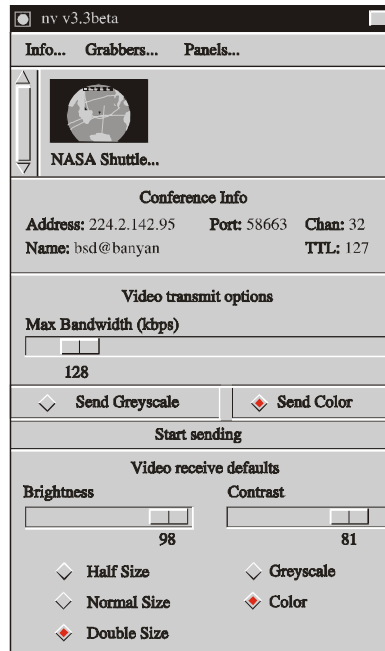 nv v3.3beta
Info... Grabbers... Panels...
NASA Shuttle...
Conference Info
Address: 224.2.142.95 Port: 58663 Chan: 32
Name: bsd@banyan TTL: 127
Video transmit options
Max Bandwidth (kbps)
128
Send Greyscale Send Color
Start sending
Video receive defaults
Brightness Contrast
98 81
Half Size Greyscale
Normal Size Color
Double Size